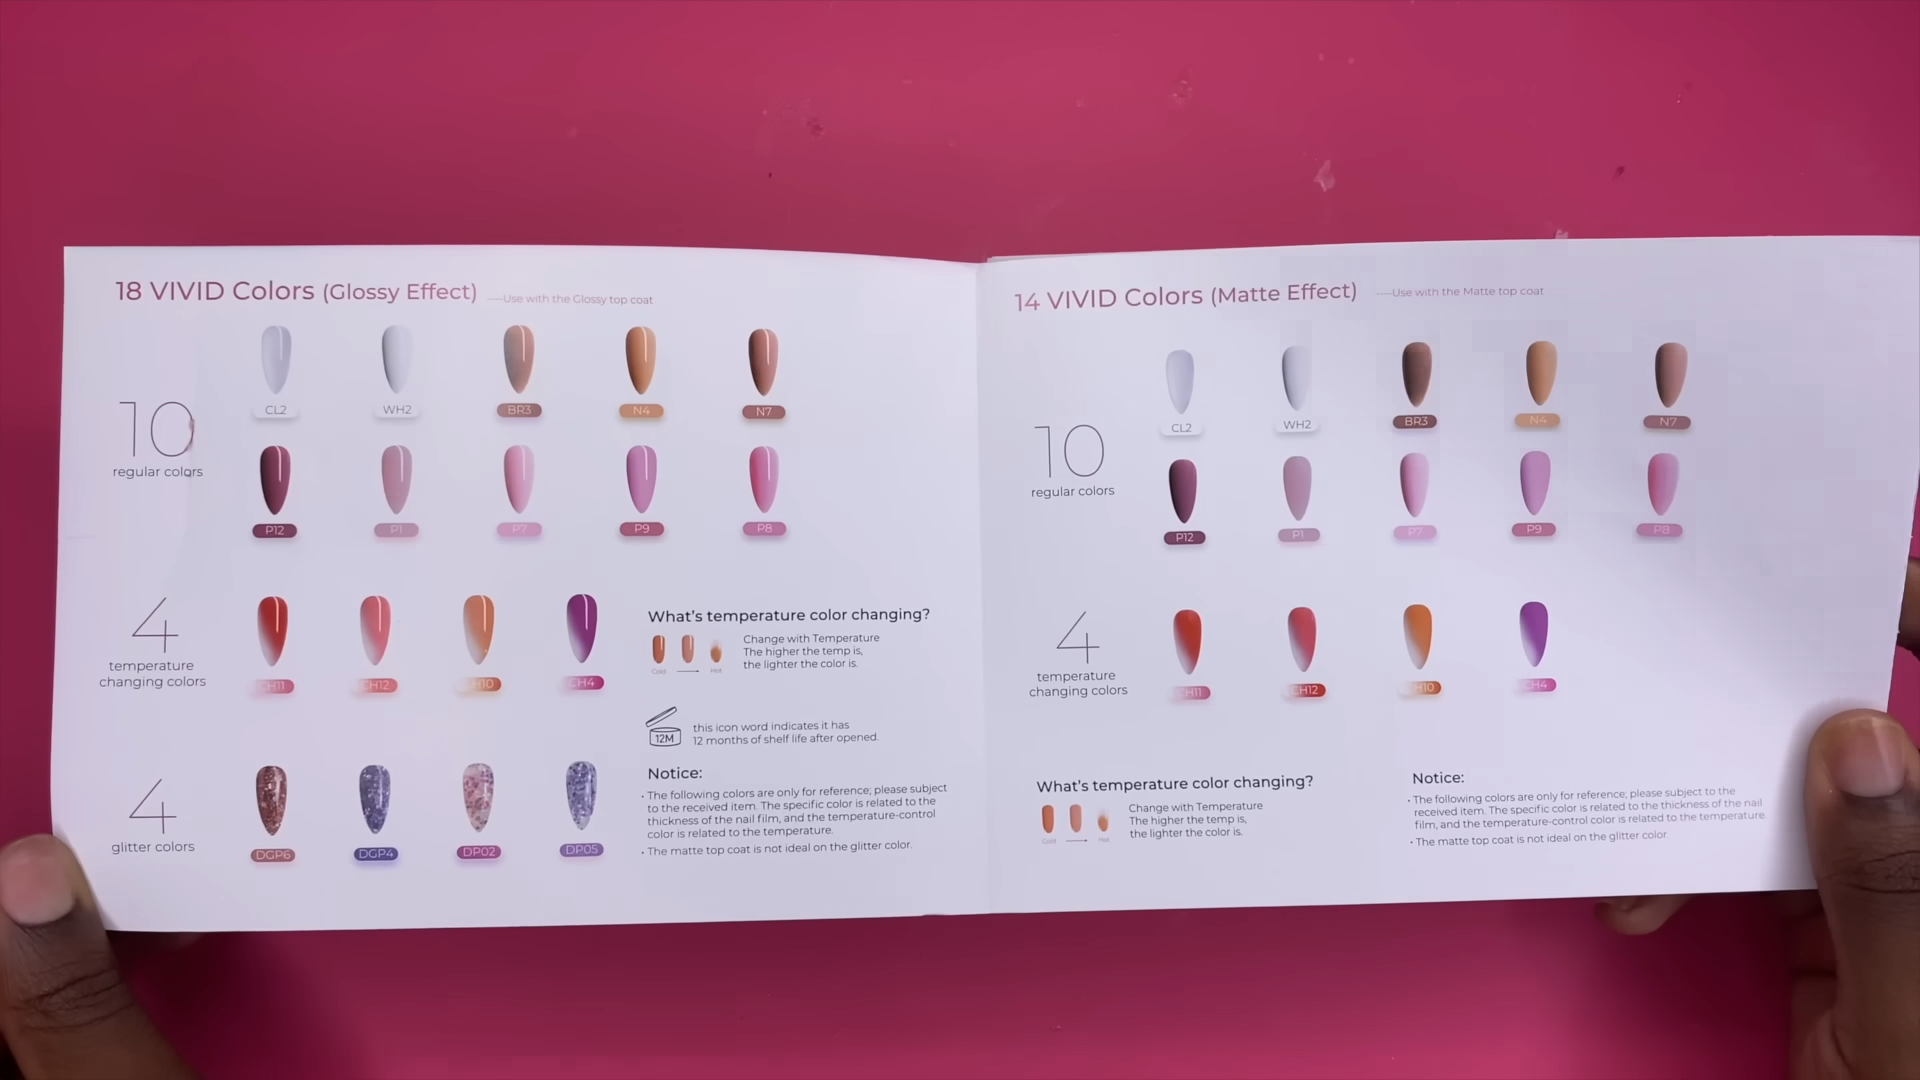 18 VIVID Colors (Glossy Effect) —Use with the Glossy top coat
CL2 WH2 BR3 N4 N7
10
regular colors
P12 P1 P7 P9 P8
4
temperature
changing colors
CH11 CH12 CH10 CH4
What's temperature color changing?
Cold Hot
Change with Temperature
The higher the temp is,
the lighter the color is.
12M
this icon word indicates it has
12 months of shelf life after opened.
4
glitter colors
DGP6 DGP4 DP02 DP05
Notice:
• The following colors are only for reference; please subject
to the received item. The specific color is related to the
thickness of the nail film, and the temperature-control
color is related to the temperature.
• The matte top coat is not ideal on the glitter color.
14 VIVID Colors (Matte Effect) —Use with the Matte top coat
CL2 WH2 BR3 N4 N7
10
regular colors
P12 P1 P7 P9 P8
4
temperature
changing colors
CH11 CH12 CH10 CH4
What's temperature color changing?
Cold Hot
Change with Temperature
The higher the temp is,
the lighter the color is.
Notice:
• The following colors are only for reference; please subject to the
received item. The specific color is related to the thickness of the nail
film, and the temperature-control color is related to the temperature.
• The matte top coat is not ideal on the glitter color.